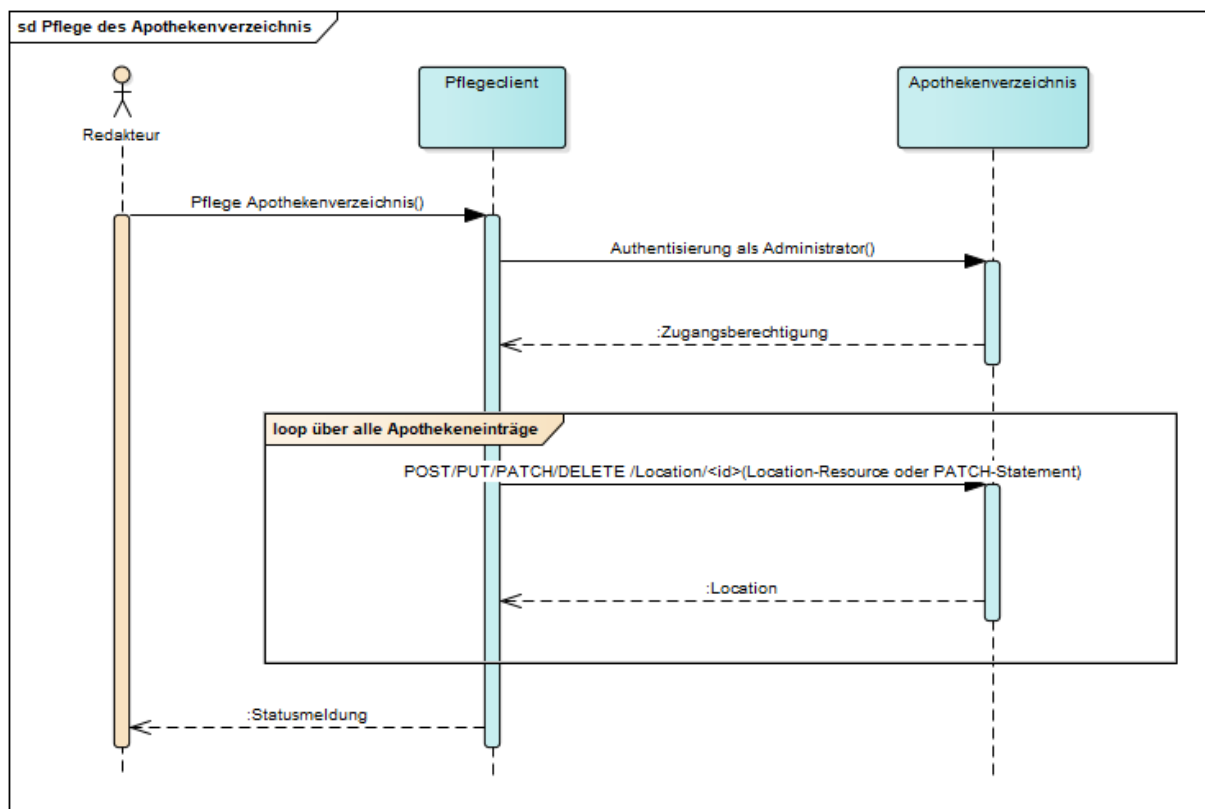 sd Pflege des Apothekenverzeichnis
Redakteur
Pflegeclient
Apothekenverzeichnis
Pflege Apothekenverzeichnis()
Authentisierung als Administrator()
:Zugangsberechtigung
loop über alle Apothekeneinträge
POST/PUT/PATCH/DELETE /Location/<id>(Location-Resource oder PATCH-Statement)
:Location
:Statusmeldung